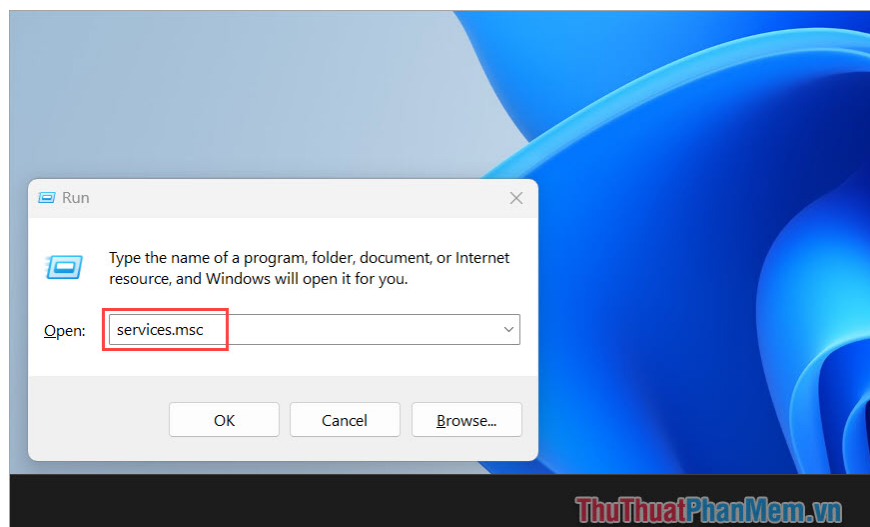 Run
Type the name of a program, folder, document, or Internet
resource, and Windows will open it for you.
Open:
services.msc
OK
Cancel
Browse...
ThuThuatPhanMem.vn